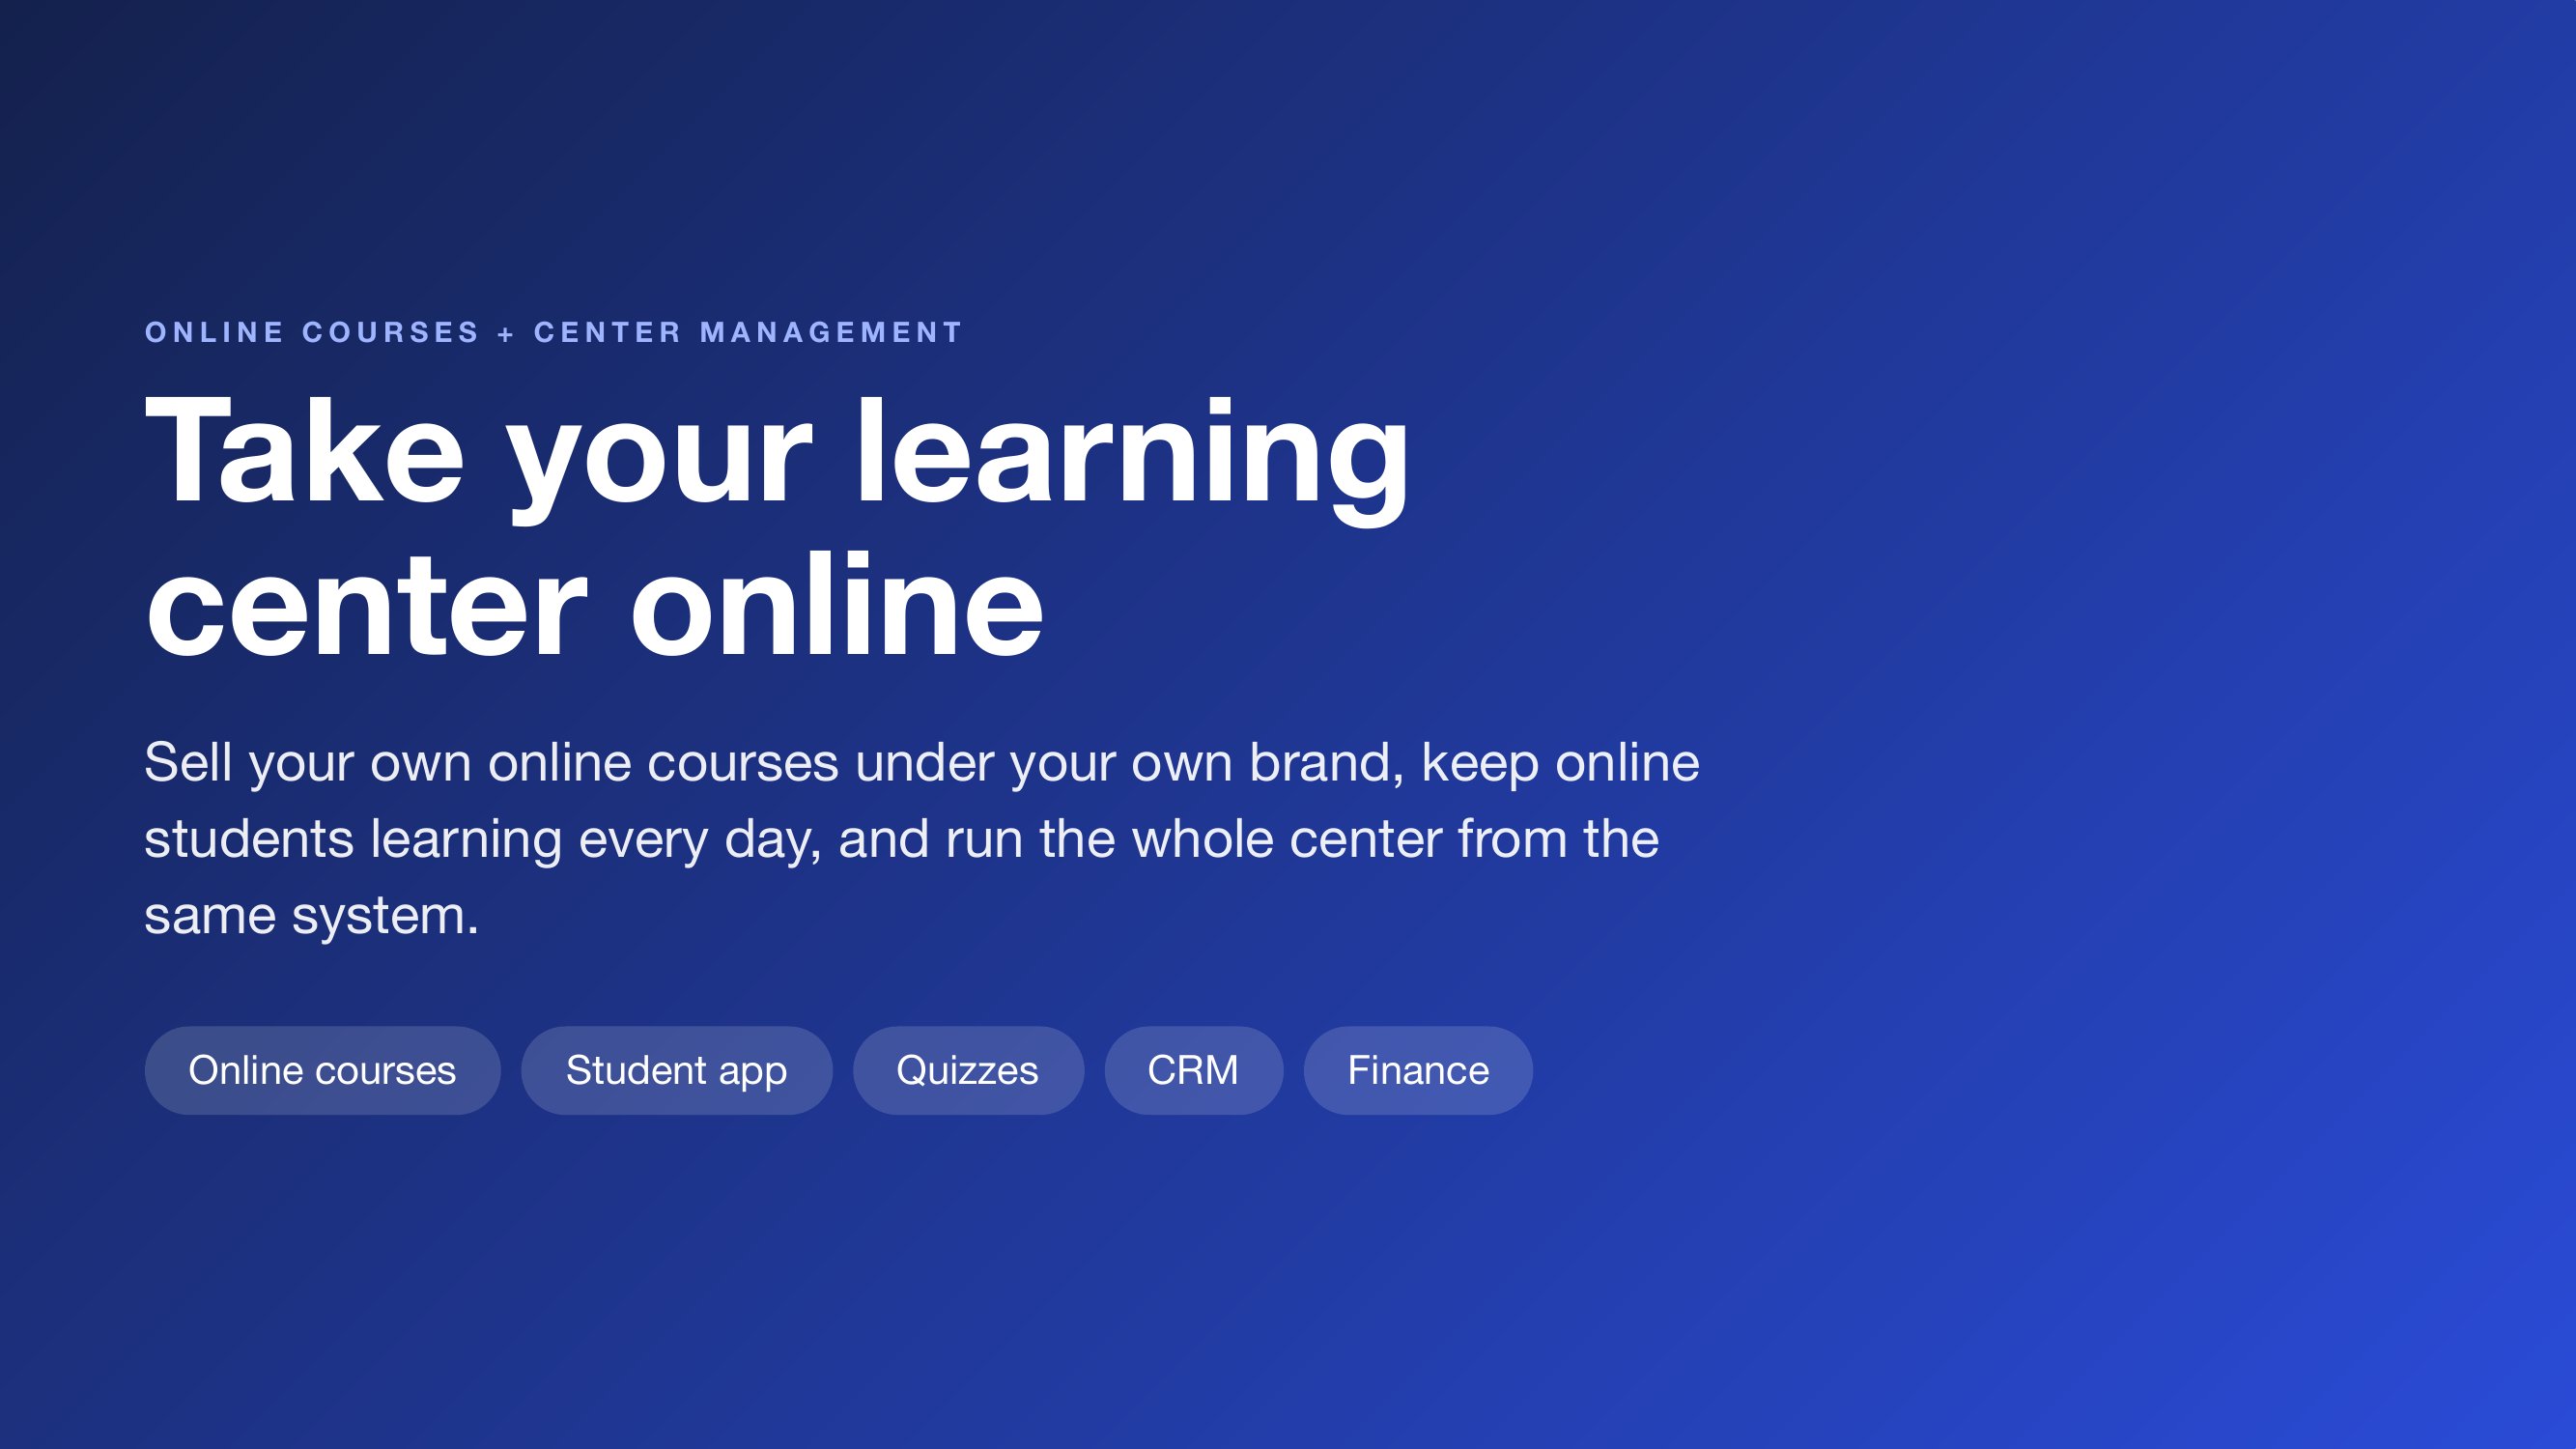 ONLINE COURSES + CENTER MANAGEMENT
Take your learning
center online
Sell your own online courses under your own brand, keep online
students learning every day, and run the whole center from the
same system.
Online courses
Student app
Quizzes
CRM
Finance